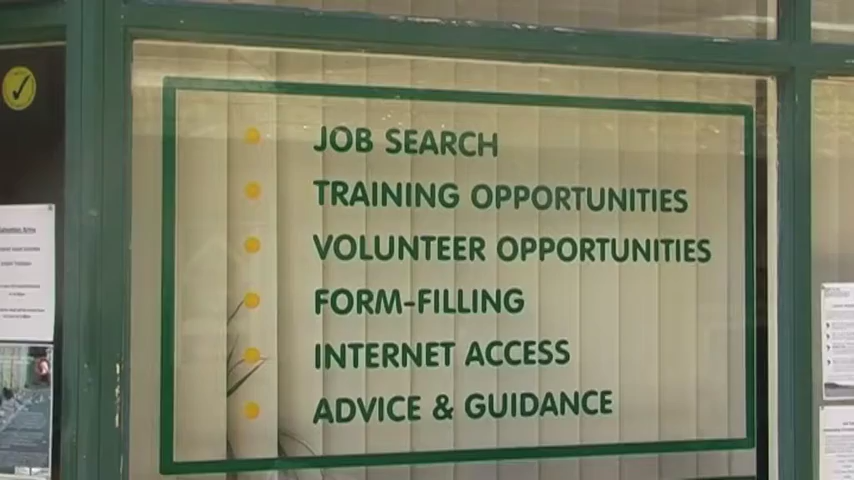 JOB SEARCH
TRAINING OPPORTUNITIES
VOLUNTEER OPPORTUNITIES
FORM-FILLING
INTERNET ACCESS
ADVICE & GUIDANCE